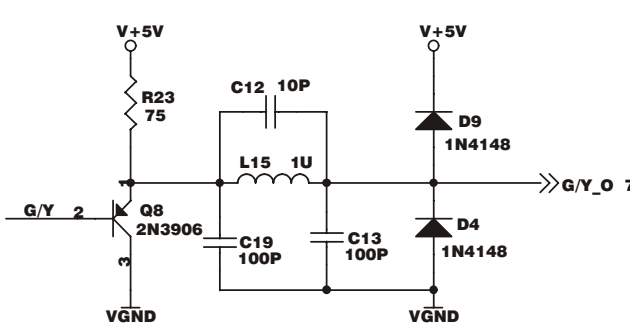 V+5V
V+5V
C12 10P
R23
75
D9
1N4148
L15 1U
1
G/Y_O 7
G/Y 2
Q8
2N3906
D4
1N4148
C19
100P
C13
100P
3
VGND
VGND